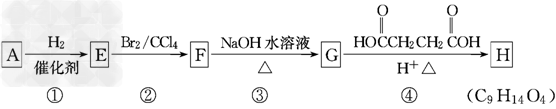 O O
H₂ Br₂/CCl₄ NaOH 水溶液 HOCCH₂CH₂COH
A → E → F → G → H
催化剂 △ H⁺ △
① ② ③ ④ (C₉H₁₄O₄)